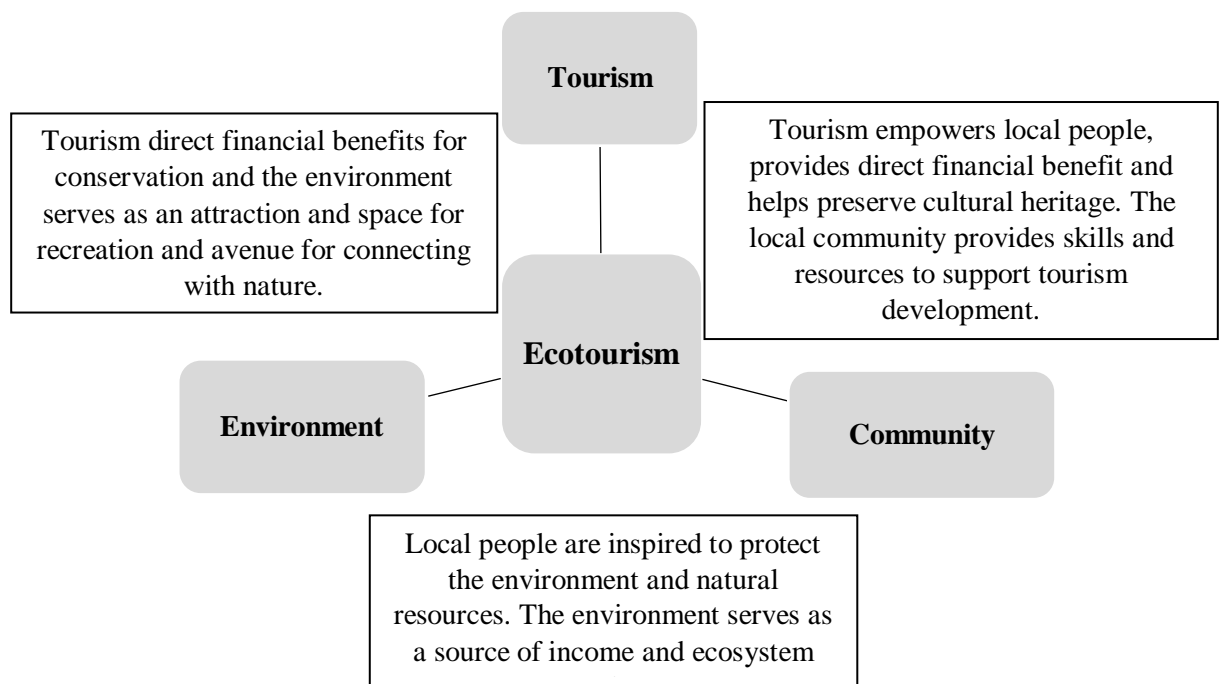 Tourism
Tourism direct financial benefits for
conservation and the environment
serves as an attraction and space for
recreation and avenue for connecting
with nature.
Tourism empowers local people,
provides direct financial benefit and
helps preserve cultural heritage. The
local community provides skills and
resources to support tourism
development.
Ecotourism
Environment
Community
Local people are inspired to protect
the environment and natural
resources. The environment serves as
a source of income and ecosystem